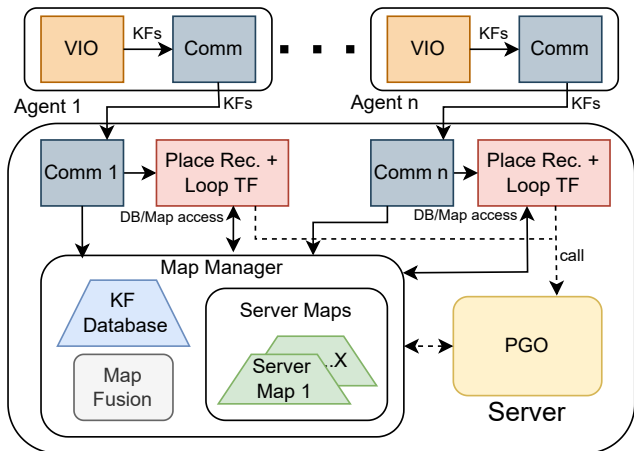 VIO
KFs
Comm
VIO
KFs
Comm
Agent 1
KFs
Agent n
KFs
Comm 1
Place Rec. +
Loop TF
Comm n
Place Rec. +
Loop TF
DB/Map access
DB/Map access
call
Map Manager
KF
Database
Server Maps
Map
Fusion
Server
Map 1
...X
PGO
Server